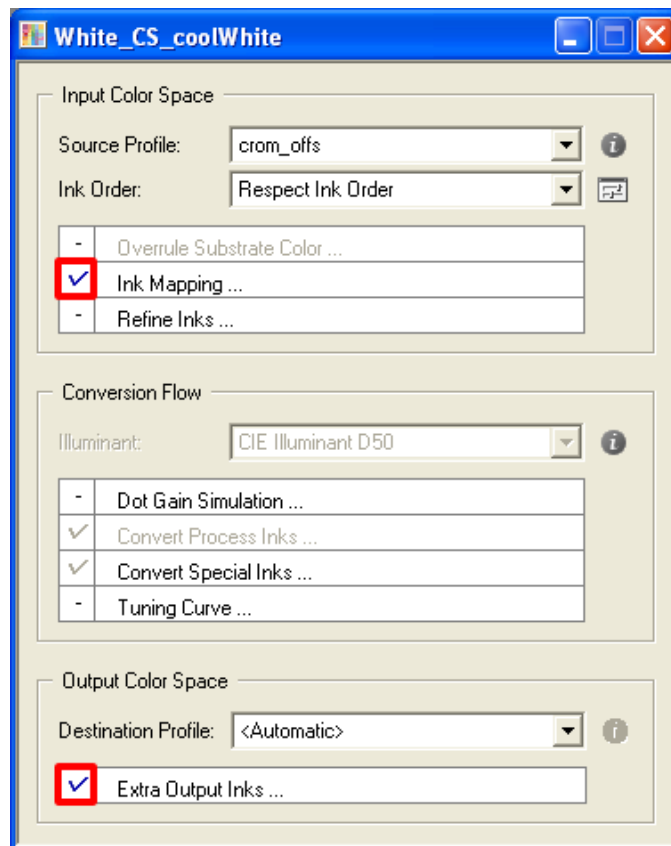 White_CS_coolWhite
Input Color Space
Source Profile: crom_offs
Ink Order: Respect Ink Order
- Overrule Substrate Color ...
Ink Mapping ...
- Refine Inks ...
Conversion Flow
Illuminant: CIE Illuminant D50
- Dot Gain Simulation ...
Convert Process Inks ...
Convert Special Inks ...
- Tuning Curve ...
Output Color Space
Destination Profile: <Automatic>
Extra Output Inks ...